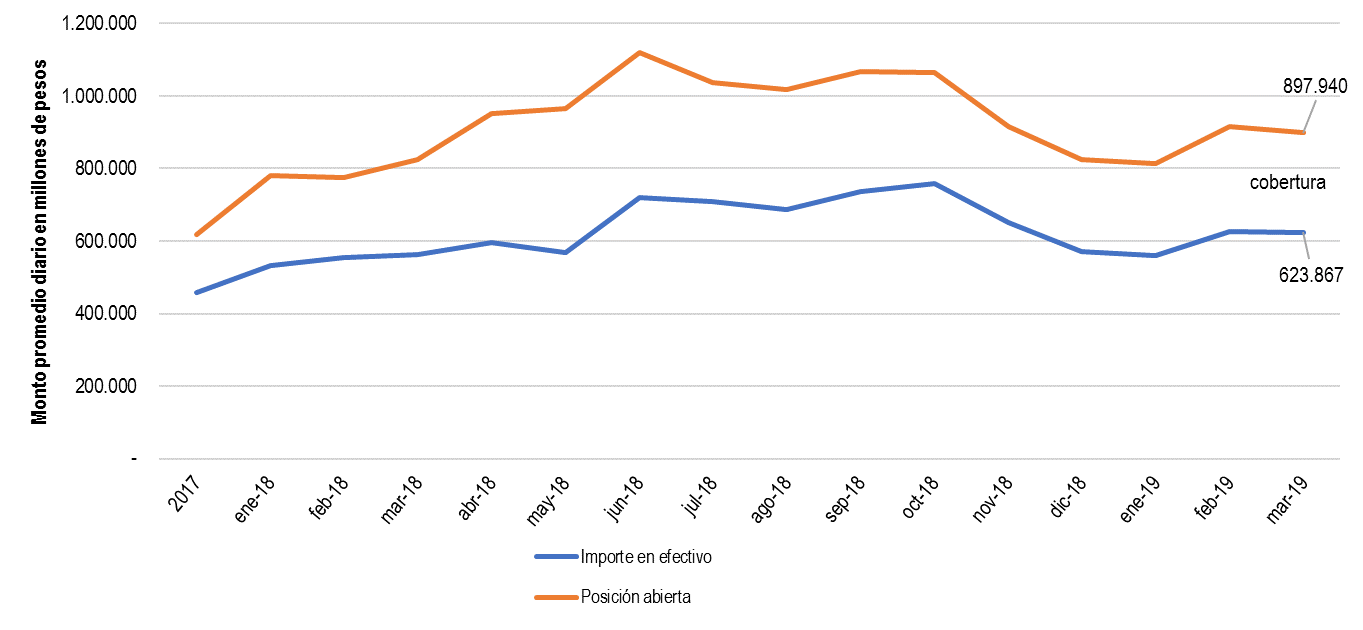 Monto promedio diario en millones de pesos
1.200.000
1.000.000
800.000
600.000
400.000
200.000
-
897.940
cobertura
623.867
2017
ene-18
feb-18
mar-18
abr-18
may-18
jun-18
jul-18
ago-18
sep-18
oct-18
nov-18
dic-18
ene-19
feb-19
mar-19
Importe en efectivo
Posición abierta